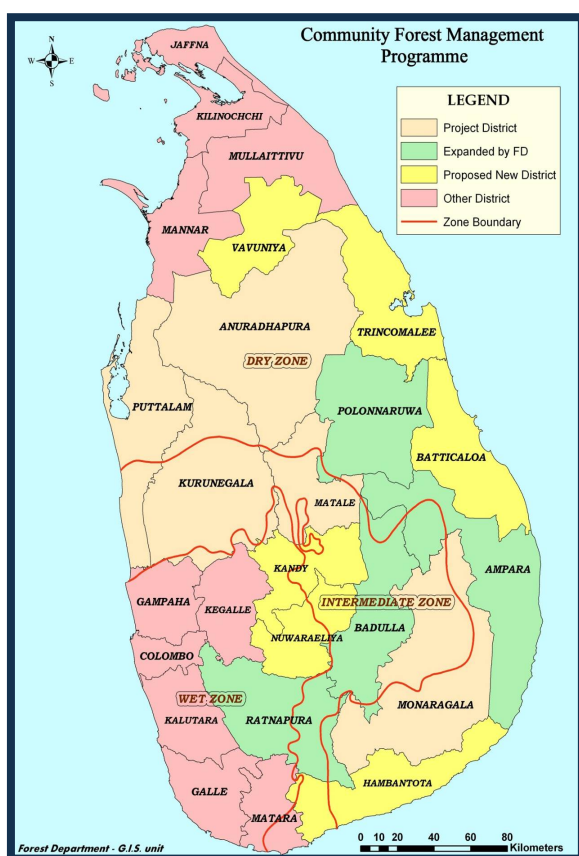 Community Forest Management
Programme
N
W
E
S
LEGEND
Project District
Expanded by FD
Proposed New District
Other District
Zone Boundary
JAFFNA
KILINOCHCHI
MULLAITTIVU
MANNAR
VAVUNIYA
ANURADHAPURA
TRINCOMALEE
DRY ZONE
PUTTALAM
POLONNARUWA
BATTICALOA
KURUNEGALA
MATALE
KANDY
AMPARA
GAMPAHA
KEGALLE
INTERMEDIATE ZONE
BADULLA
NUWARAELIYA
COLOMBO
WET ZONE
MONARAGALA
KALUTARA
RATNAPURA
HAMBANTOTA
GALLE
MATARA
0 10 20 40 60 80
Kilometers
Forest Department - G.I.S. unit